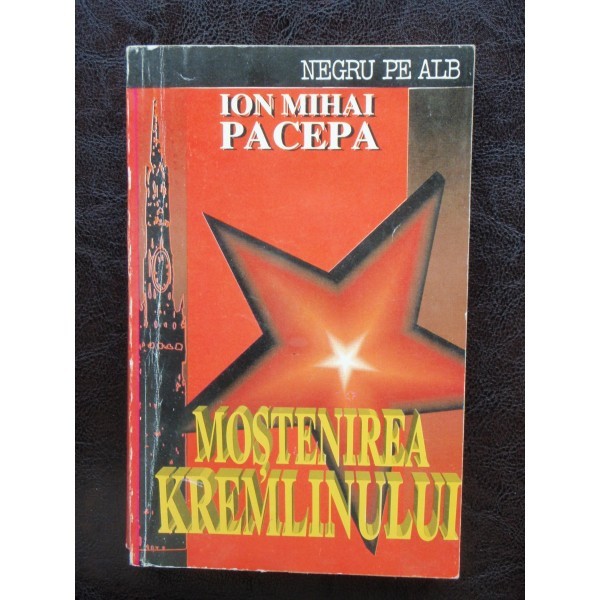 NEGRU PE ALB
ION MIHAI
PACEPA
MOŞTENIREA
KREMLINULUI